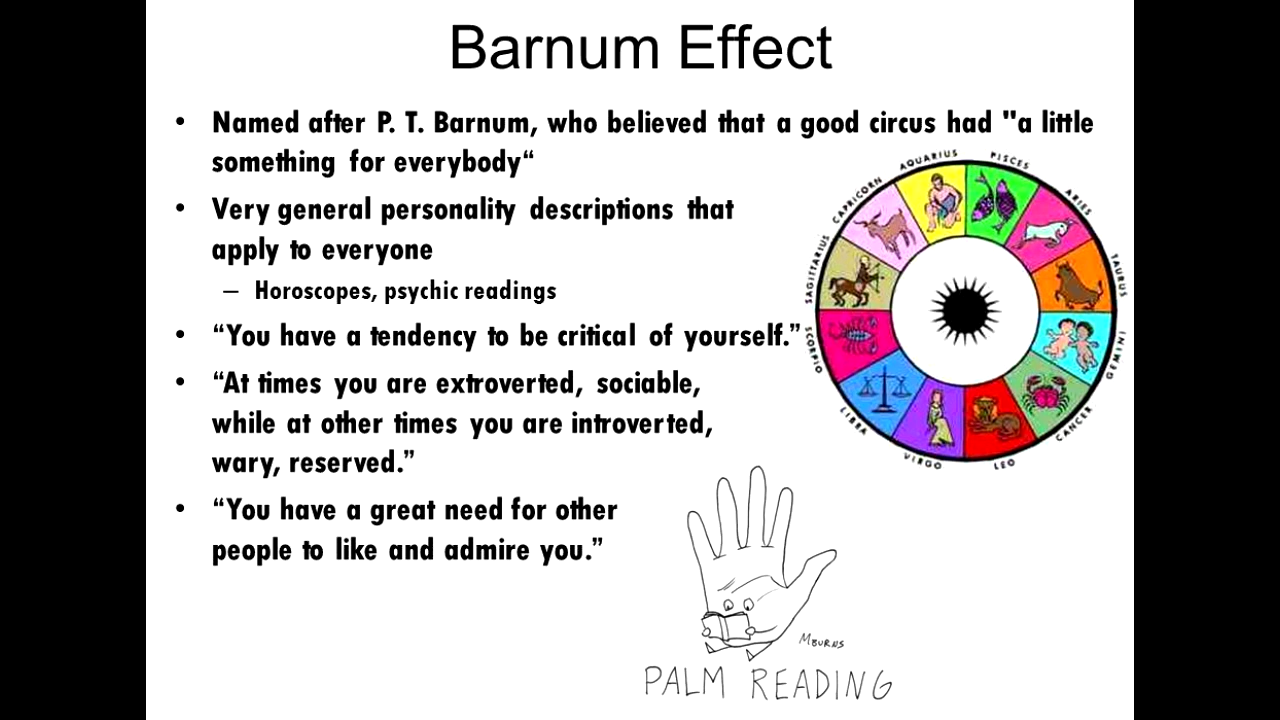 Barnum Effect
• Named after P. T. Barnum, who believed that a good circus had "a little
something for everybody“
• Very general personality descriptions that
apply to everyone
– Horoscopes, psychic readings
• “You have a tendency to be critical of yourself.”
• “At times you are extroverted, sociable,
while at other times you are introverted,
wary, reserved.”
• “You have a great need for other
people to like and admire you.”
AQUARIUS
PISCES
ARIES
TAURUS
GEMINI
CANCER
LEO
VIRGO
LIBRA
SCORPIO
SAGITTARIUS
CAPRICORN
MBURNS
PALM READING